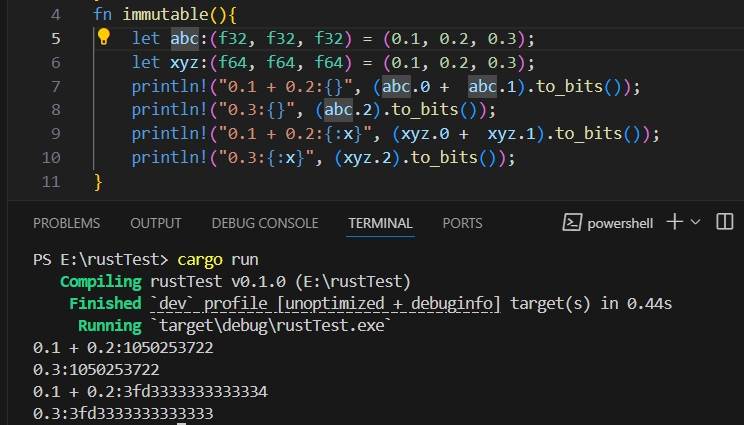 4 fn immutable(){
5 let abc:(f32, f32, f32) = (0.1, 0.2, 0.3);
6 let xyz:(f64, f64, f64) = (0.1, 0.2, 0.3);
7 println!("0.1 + 0.2:{}", (abc.0 +  abc.1).to_bits());
8 println!("0.3:{}", (abc.2).to_bits());
9 println!("0.1 + 0.2:{:x}", (xyz.0 +  xyz.1).to_bits());
10 println!("0.3:{:x}", (xyz.2).to_bits());
11 }
PROBLEMS OUTPUT DEBUG CONSOLE TERMINAL PORTS powershell
PS E:\rustTest> cargo run
Compiling rustTest v0.1.0 (E:\rustTest)
Finished `dev` profile [unoptimized + debuginfo] target(s) in 0.44s
Running `target\debug\rustTest.exe`
0.1 + 0.2:1050253722
0.3:1050253722
0.1 + 0.2:3fd3333333333334
0.3:3fd3333333333333